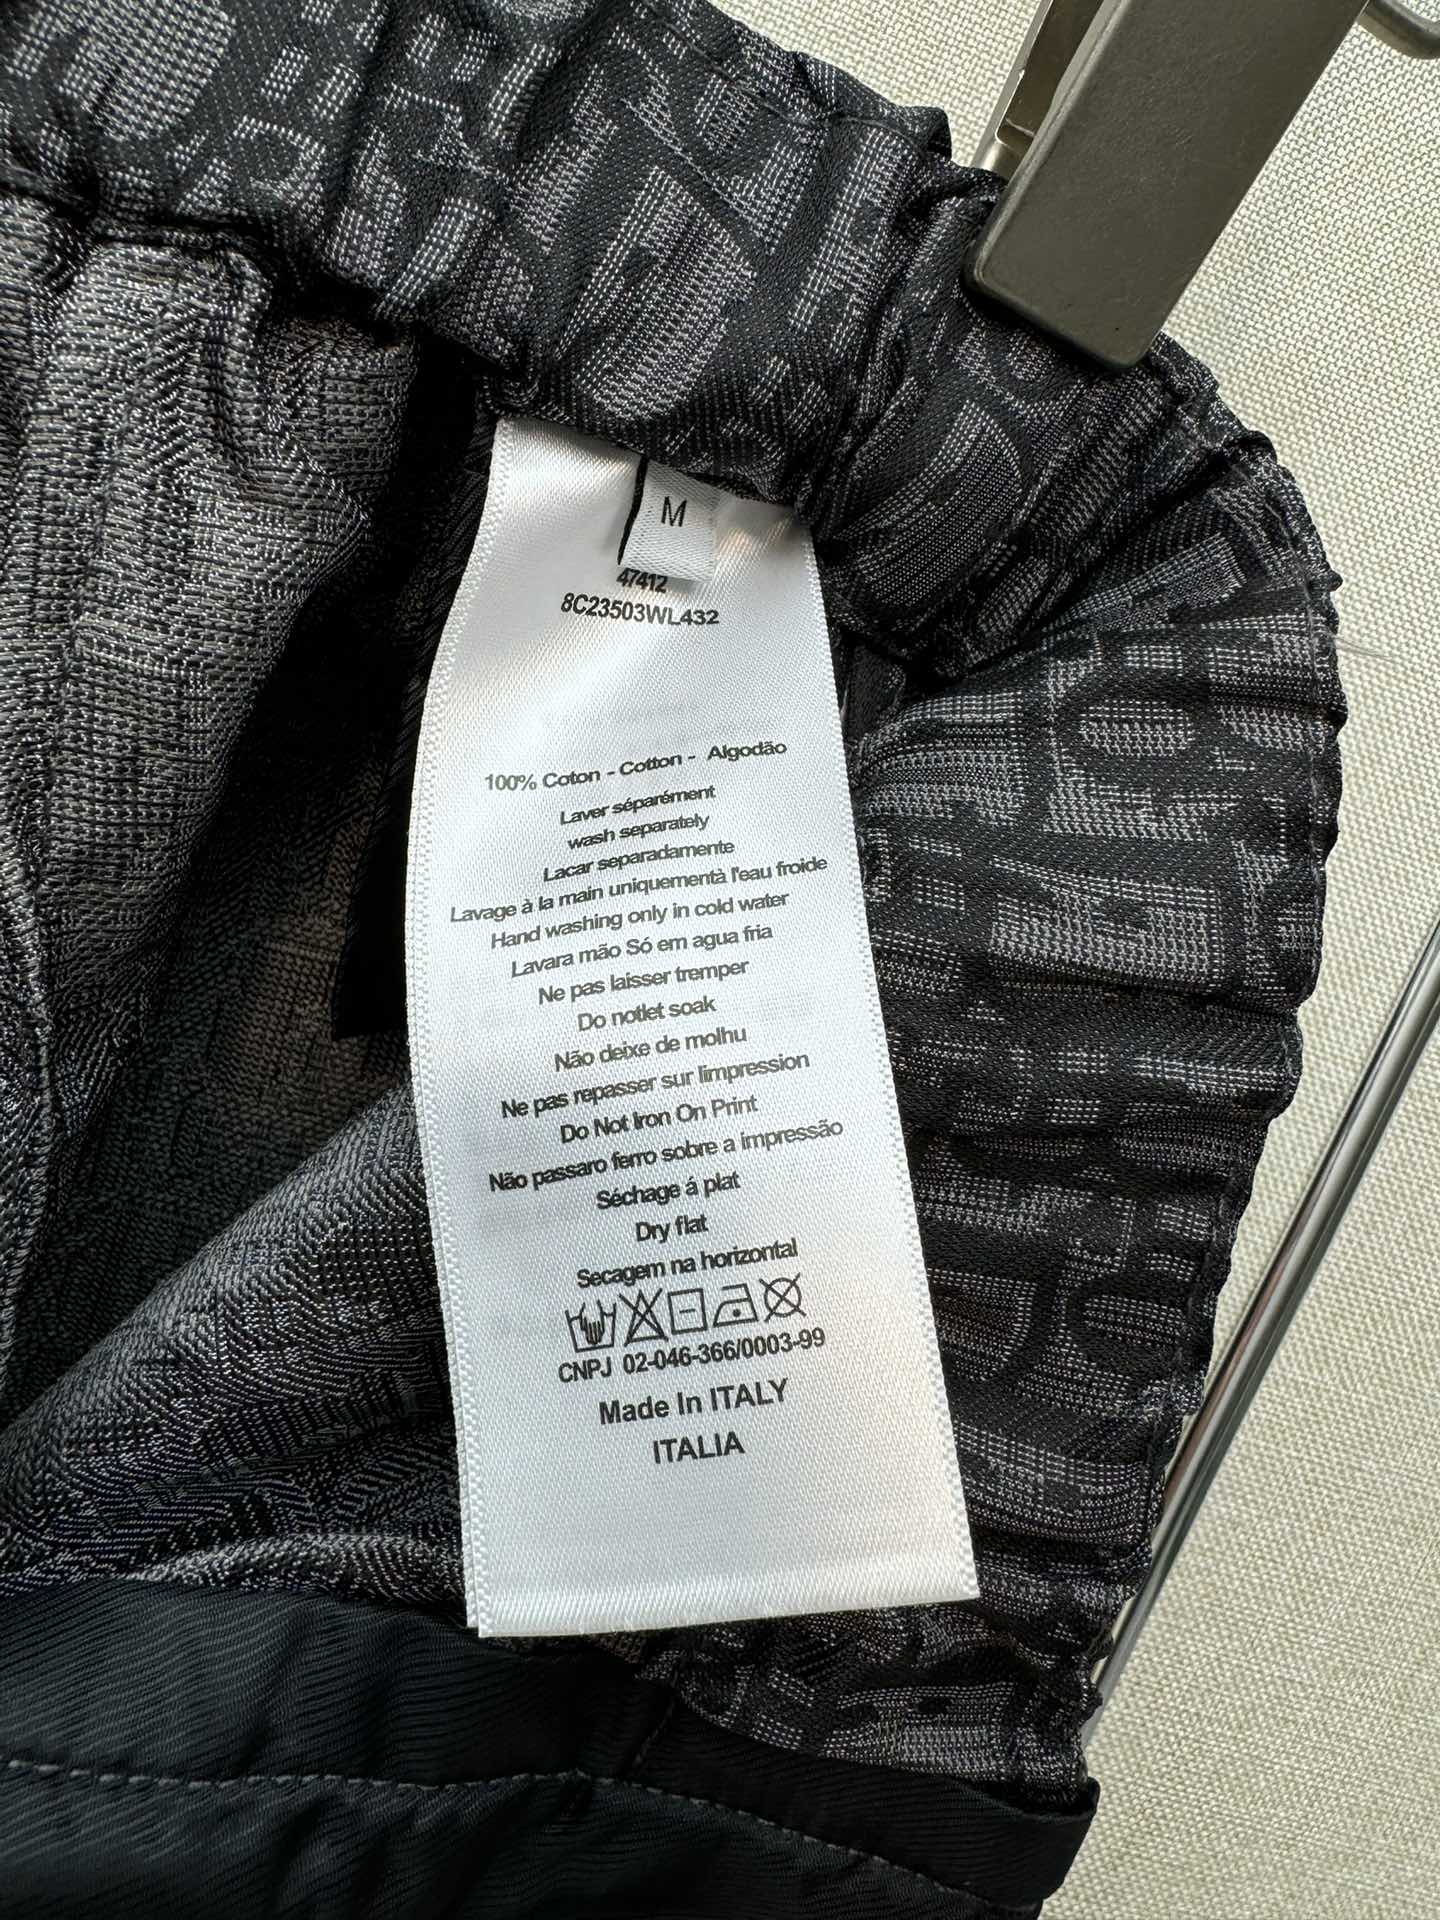 M
47412
8C23503WL432
100% Coton - Cotton - Algodão
Laver séparément
wash separately
Lacar separadamente
Lavage à la main uniquementà l'eau froide
Hand washing only in cold water
Lavara mão Só em agua fria
Ne pas laisser tremper
Do notlet soak
Não deixe de molhu
Ne pas repasser sur limpression
Do Not Iron On Print
Não passaro ferro sobre a impressão
Séchage á plat
Dry flat
Secagem na horizontal
CNPJ 02-046-366/0003-99
Made In ITALY
ITALIA